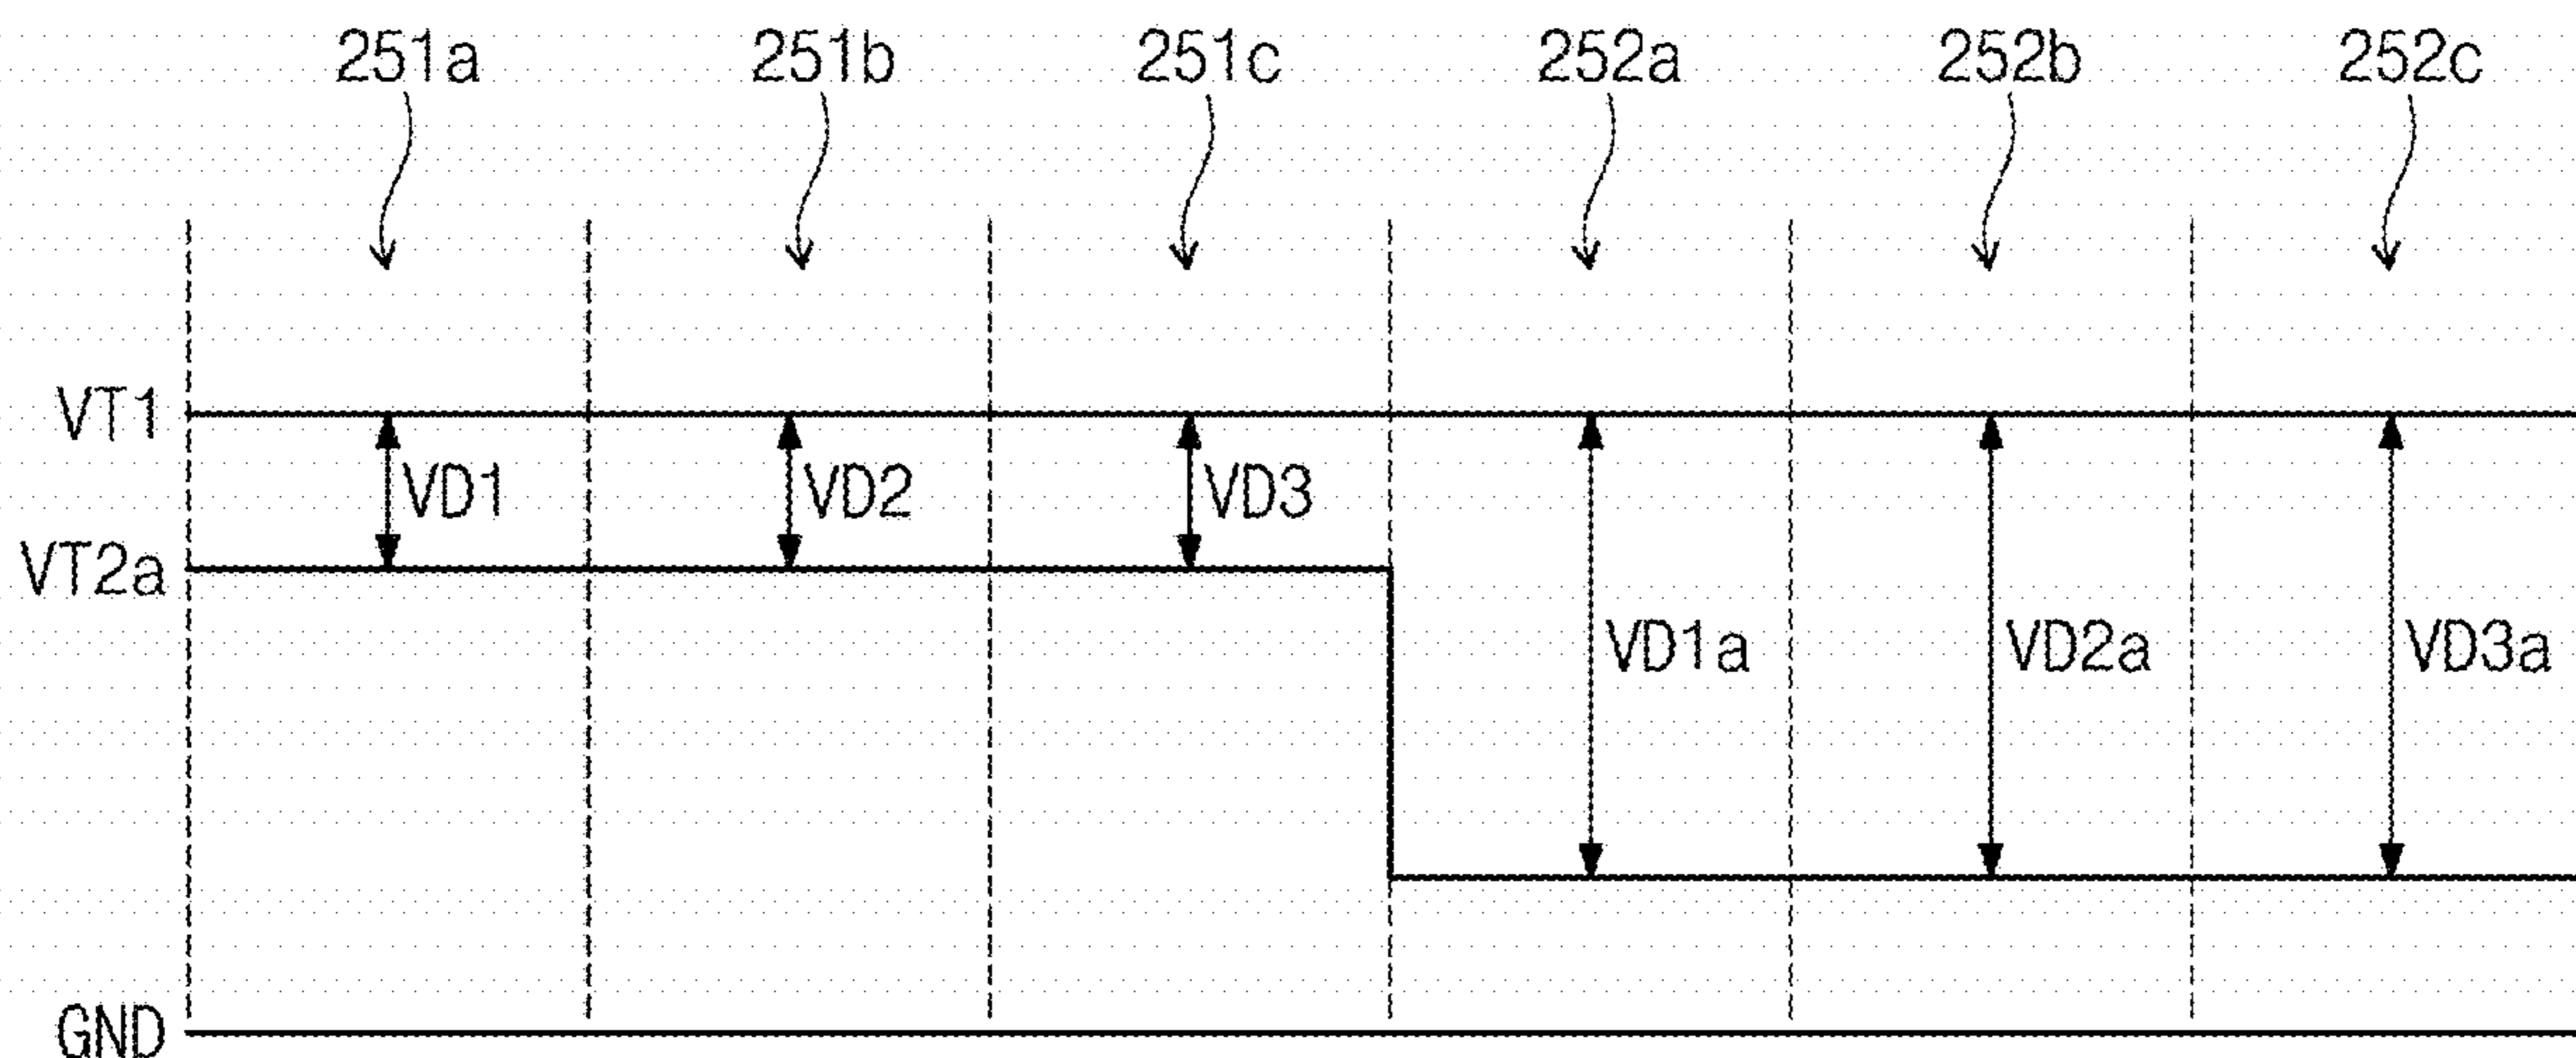 251a 251b 251c 252a 252b 252c
VT1
VD1 VD2 VD3
VT2a
VD1a VD2a VD3a
GND